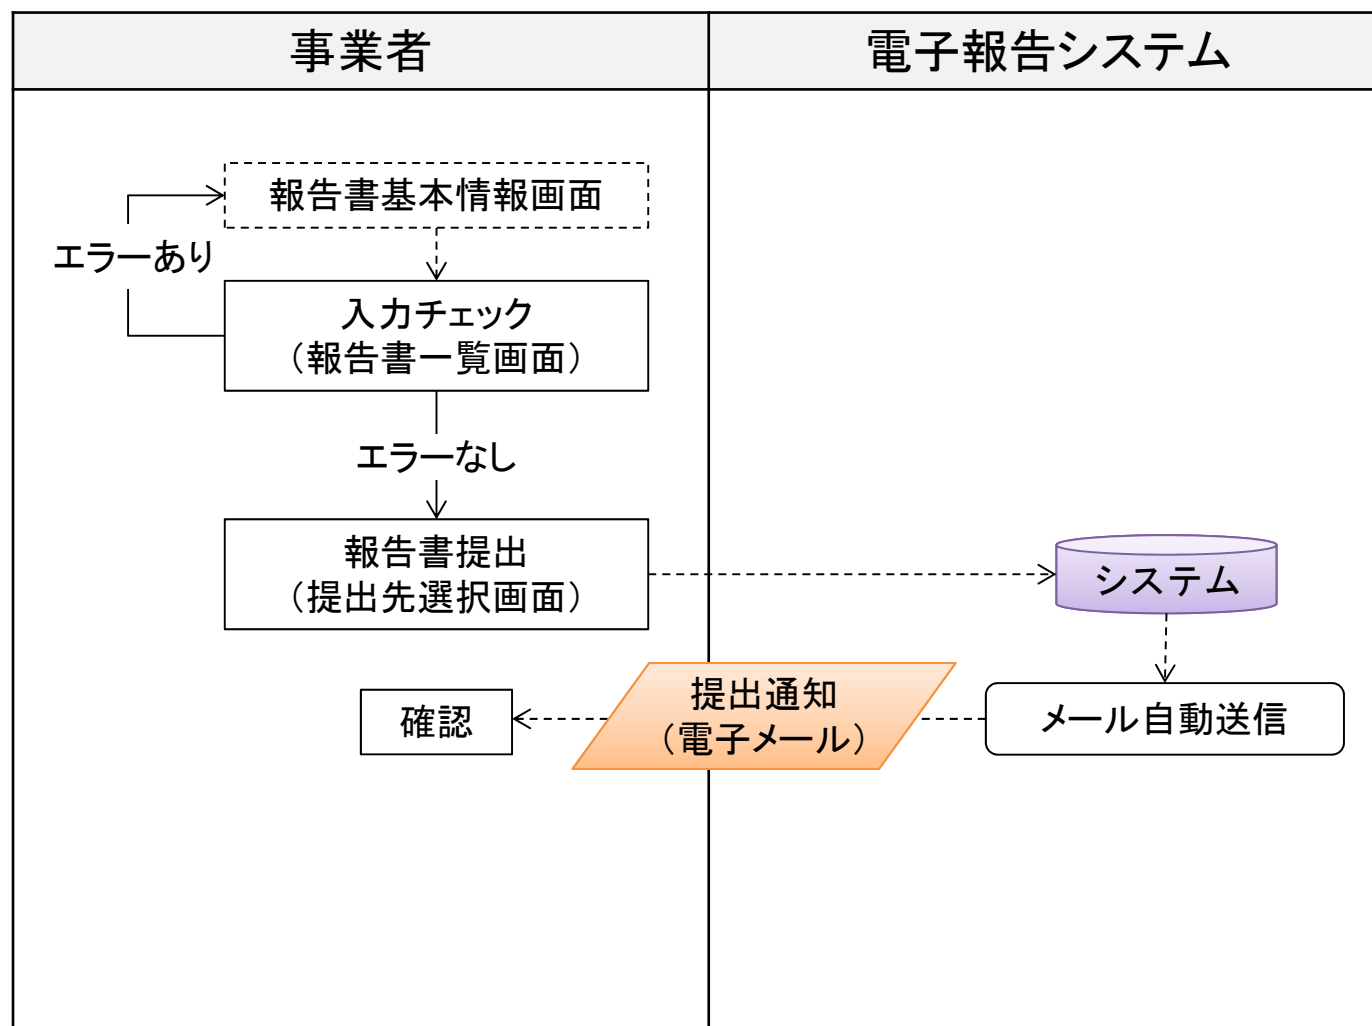 事業者
電子報告システム
報告書基本情報画面
エラーあり
入力チェック
（報告書一覧画面）
エラーなし
報告書提出
（提出先選択画面）
システム
提出通知
（電子メール）
確認
メール自動送信